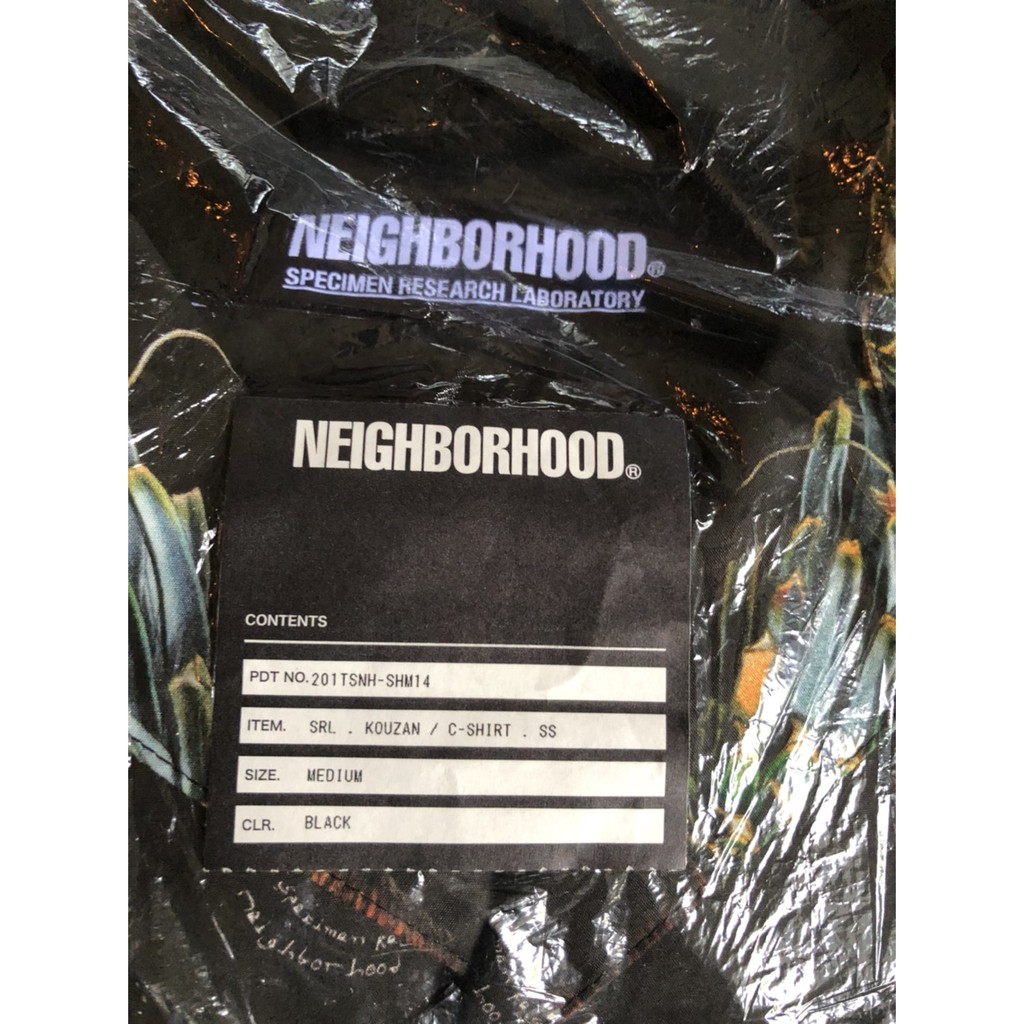 NEIGHBORHOOD®
SPECIMEN RESEARCH LABORATORY
NEIGHBORHOOD®
CONTENTS
PDT NO. 201TSNH-SHM14
ITEM. SRL . KOUZAN / C-SHIRT . SS
SIZE. MEDIUM
CLR. BLACK
Specimen
Neighborhood